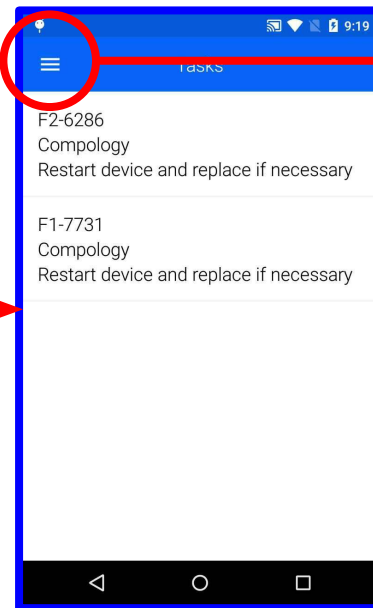 9:19
Tasks
F2-6286
Compology
Restart device and replace if necessary
F1-7731
Compology
Restart device and replace if necessary